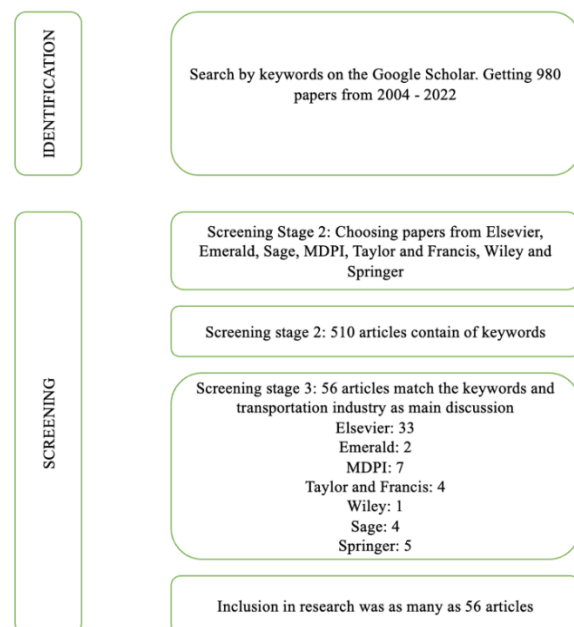 IDENTIFICATION
Search by keywords on the Google Scholar. Getting 980
papers from 2004 - 2022
SCREENING
Screening Stage 2: Choosing papers from Elsevier,
Emerald, Sage, MDPI, Taylor and Francis, Wiley and
Springer
Screening stage 2: 510 articles contain of keywords
Screening stage 3: 56 articles match the keywords and
transportation industry as main discussion
Elsevier: 33
Emerald: 2
MDPI: 7
Taylor and Francis: 4
Wiley: 1
Sage: 4
Springer: 5
Inclusion in research was as many as 56 articles